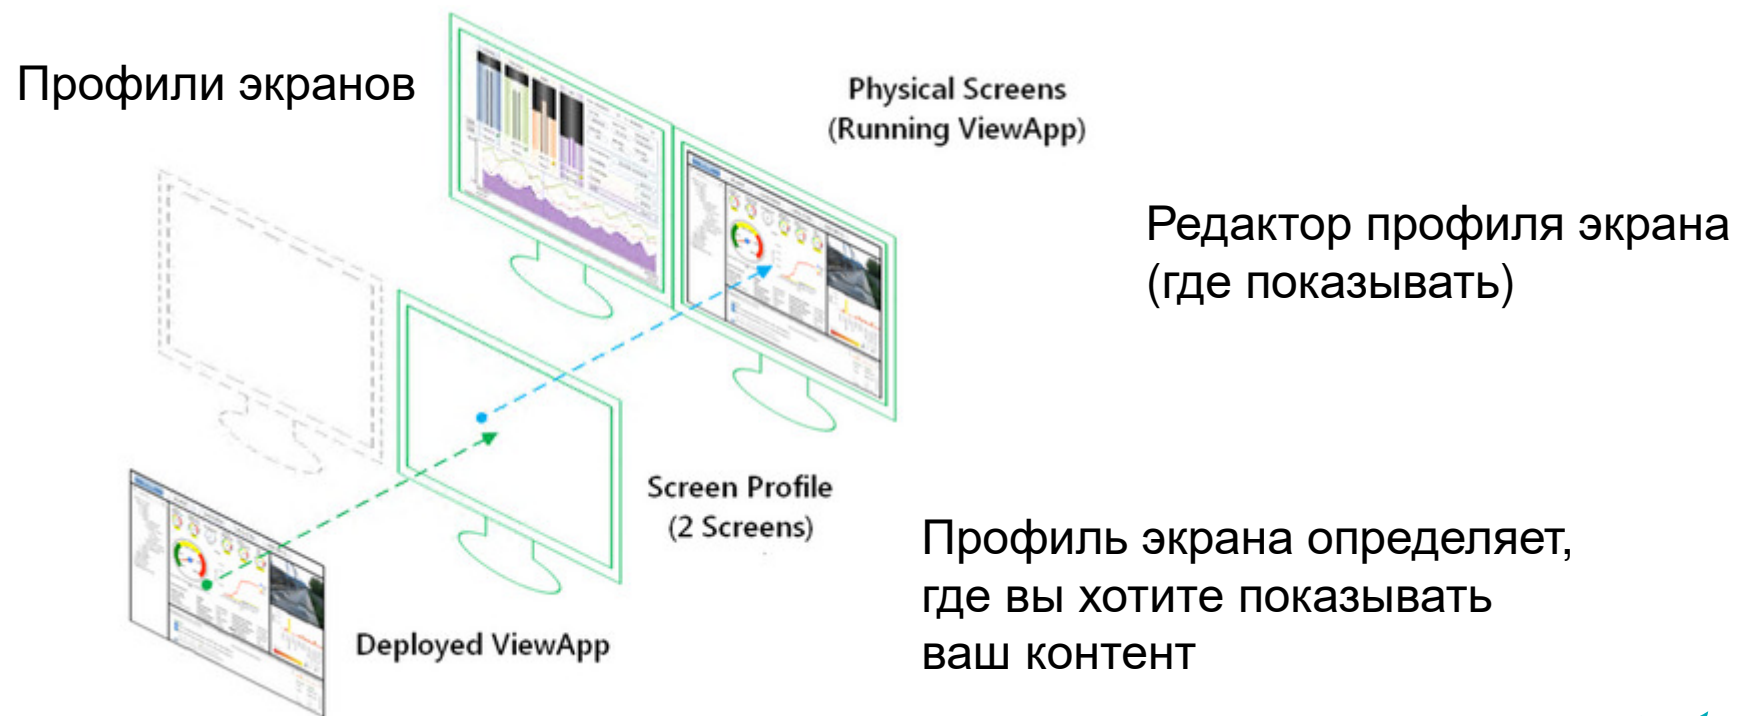 Профили экранов
Physical Screens
(Running ViewApp)
Редактор профиля экрана
(где показывать)
Screen Profile
(2 Screens)
Профиль экрана определяет,
где вы хотите показывать
ваш контент
Deployed ViewApp